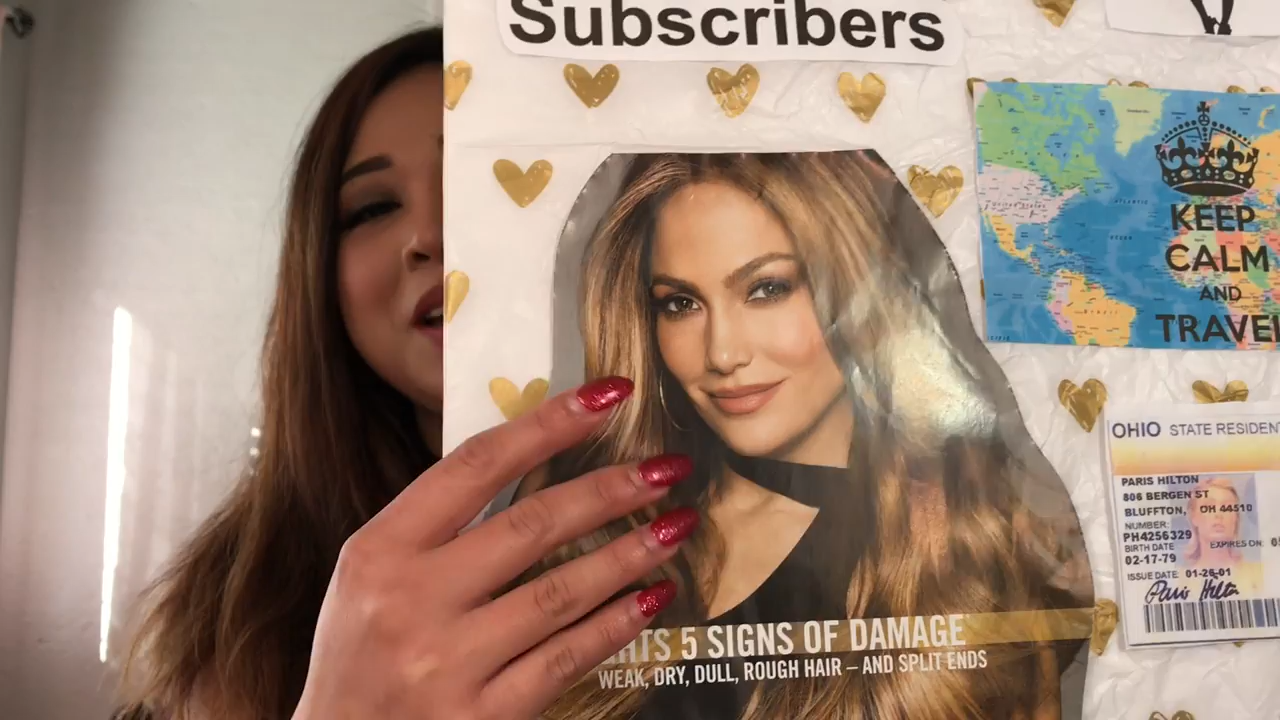 Subscribers
KEEP
CALM
AND
TRAVEL
OHIO STATE RESIDENT
PARIS HILTON
806 BERGEN ST
BLUFFTON, OH 44510
NUMBER:
PH4256329
BIRTH DATE
02-17-79
EXPIRES ON:
ISSUE DATE: 01-26-01
Paris Hilton
5 SIGNS OF DAMAGE
WEAK, DRY, DULL, ROUGH HAIR – AND SPLIT ENDS